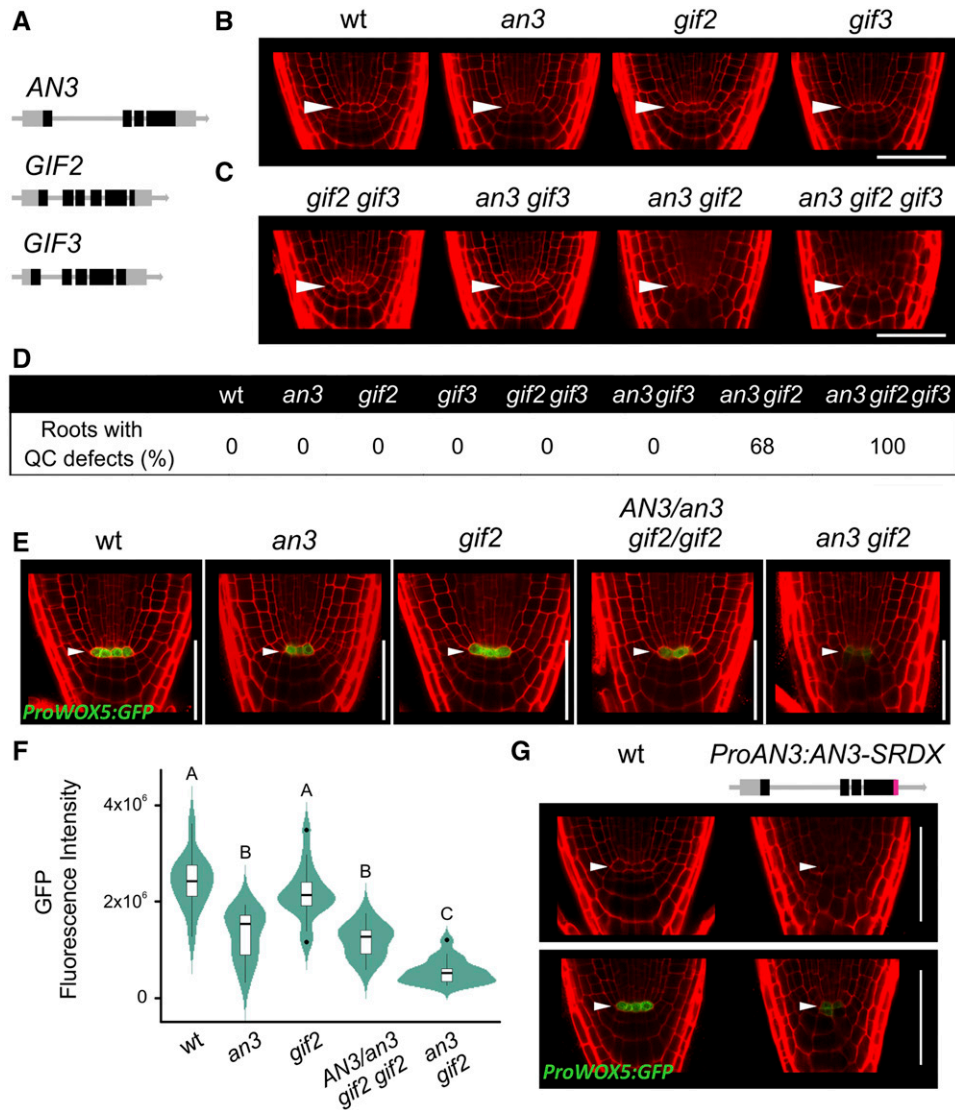 A
AN3
GIF2
GIF3
B
wt an3 gif2 gif3
C
gif2 gif3 an3 gif3 an3 gif2 an3 gif2 gif3
D
wt an3 gif2 gif3 gif2 gif3 an3 gif3 an3 gif2 an3 gif2 gif3
Roots with
QC defects (%)
0 0 0 0 0 0 68 100
E
wt an3 gif2 AN3/an3
gif2/gif2 an3 gif2
ProWOX5:GFP
F
GFP
Fluorescence Intensity
4x10⁶
2x10⁶
0
A B A B C
wt an3 gif2 AN3/an3
gif2 gif2 an3
gif2
G
wt ProAN3:AN3-SRDX
ProWOX5:GFP